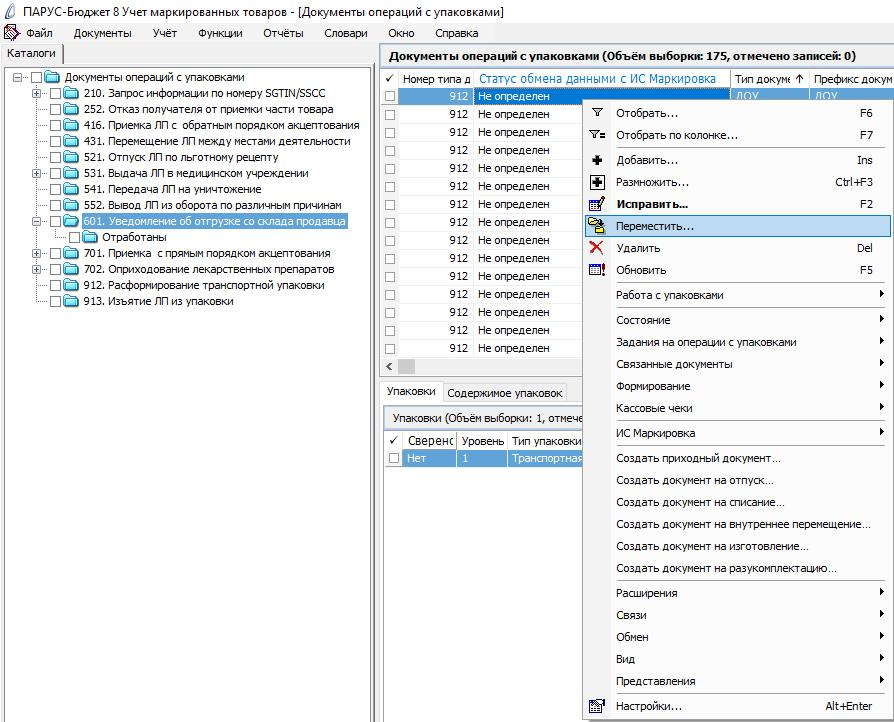 ПАРУС-Бюджет 8 Учет маркированных товаров - [Документы операций с упаковками]
Файл Документы Учёт Функции Отчёты Словари Окно Справка
Каталоги
Документы операций с упаковками
210. Запрос информации по номеру SGTIN/SSCC
252. Отказ получателя от приемки части товара
416. Приемка ЛП с обратным порядком акцептования
431. Перемещение ЛП между местами деятельности
521. Отпуск ЛП по льготному рецепту
531. Выдача ЛП в медицинском учреждении
541. Передача ЛП на уничтожение
552. Вывод ЛП из оборота по различным причинам
601. Уведомление об отгрузке со склада продавца
Отработаны
701. Приемка с прямым порядком акцептования
702. Оприходование лекарственных препаратов
912. Расформирование транспортной упаковки
913. Изъятие ЛП из упаковки
Документы операций с упаковками (Объём выборки: 175, отмечено записей: 0)
Номер типа д Статус обмена данными с ИС Маркировка Тип докуме Префикс докум
912 Не определен ДОУ ДОУ
912 Не определен
912 Не определен
912 Не определен
912 Не определен
912 Не определен
912 Не определен
912 Не определен
912 Не определен
912 Не определен
912 Не определен
912 Не определен
912 Не определен
912 Не определен
912 Не определен
Упаковки Содержимое упаковок
Упаковки (Объём выборки: 1, отмече
Сверенс Уровень Тип упаковки
Нет 1 Транспортная
Отобрать... F6
Отобрать по колонке... F7
Добавить... Ins
Размножить... Ctrl+F3
Исправить... F2
Переместить...
Удалить Del
Обновить F5
Работа с упаковками
Состояние
Задания на операции с упаковками
Связанные документы
Формирование
Кассовые чеки
ИС Маркировка
Создать приходный документ...
Создать документ на отпуск...
Создать документ на списание...
Создать документ на внутреннее перемещение...
Создать документ на изготовление...
Создать документ на разукомплектацию...
Расширения
Связи
Обмен
Вид
Представления
Настройки... Alt+Enter